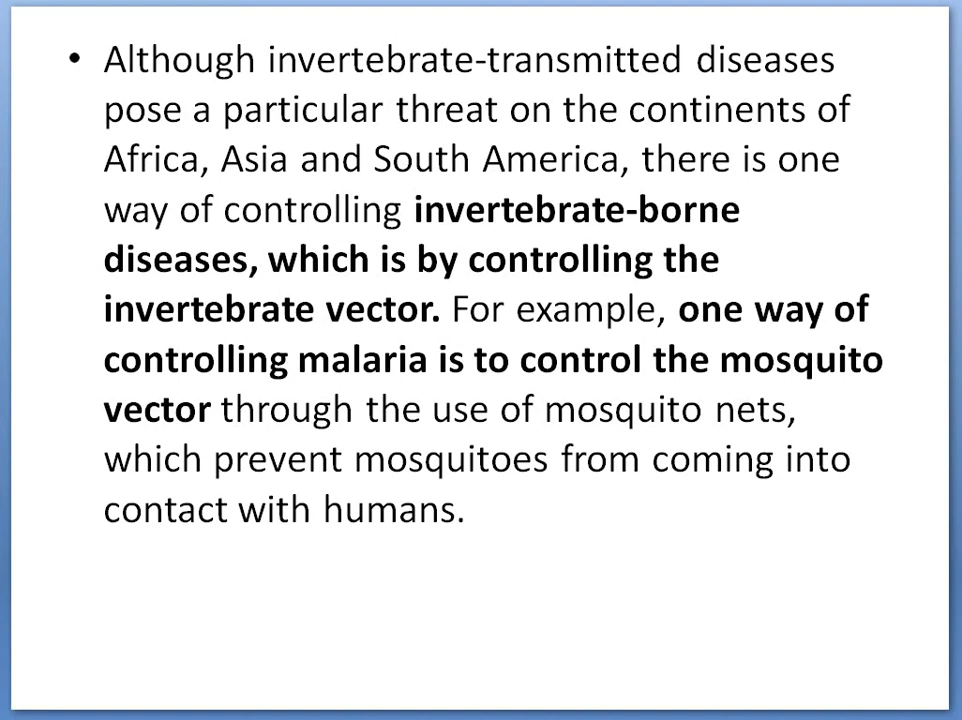 • Although invertebrate-transmitted diseases
pose a particular threat on the continents of
Africa, Asia and South America, there is one
way of controlling invertebrate-borne
diseases, which is by controlling the
invertebrate vector. For example, one way of
controlling malaria is to control the mosquito
vector through the use of mosquito nets,
which prevent mosquitoes from coming into
contact with humans.